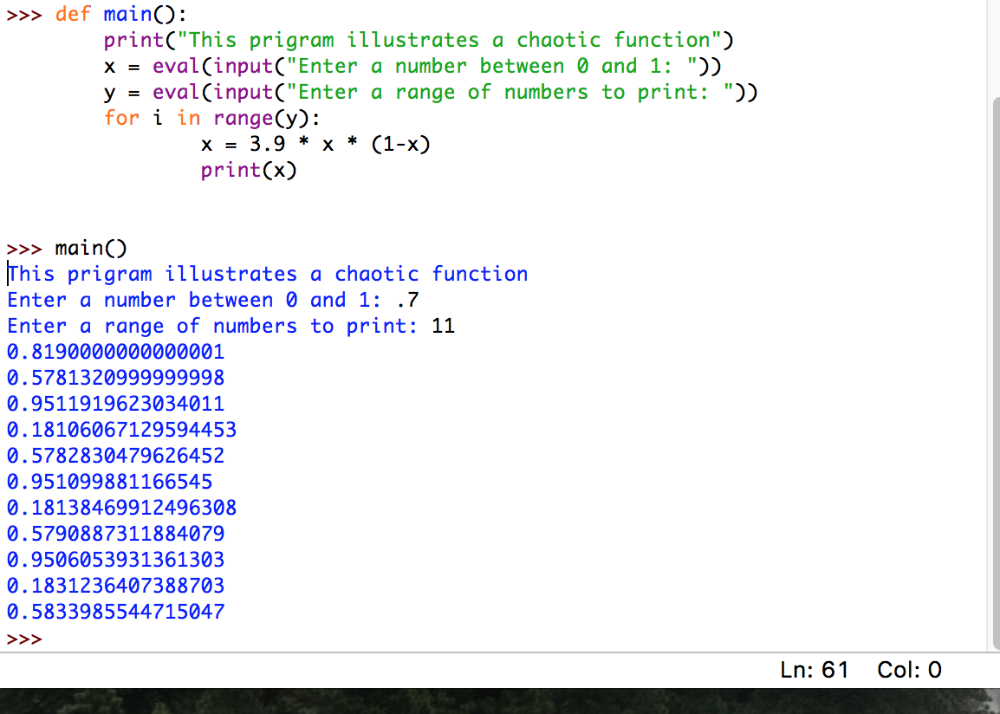 >>> def main():
        print("This prigram illustrates a chaotic function")
        x = eval(input("Enter a number between 0 and 1: "))
        y = eval(input("Enter a range of numbers to print: "))
        for i in range(y):
                x = 3.9 * x * (1-x)
                print(x)
>>> main()
This prigram illustrates a chaotic function
Enter a number between 0 and 1: .7
Enter a range of numbers to print: 11
0.8190000000000001
0.5781320999999998
0.9511919623034011
0.18106067129594453
0.5782830479626452
0.951099881166545
0.18138469912496308
0.5790887311884079
0.9506053931361303
0.1831236407388703
0.5833985544715047
>>>
Ln: 61 Col: 0